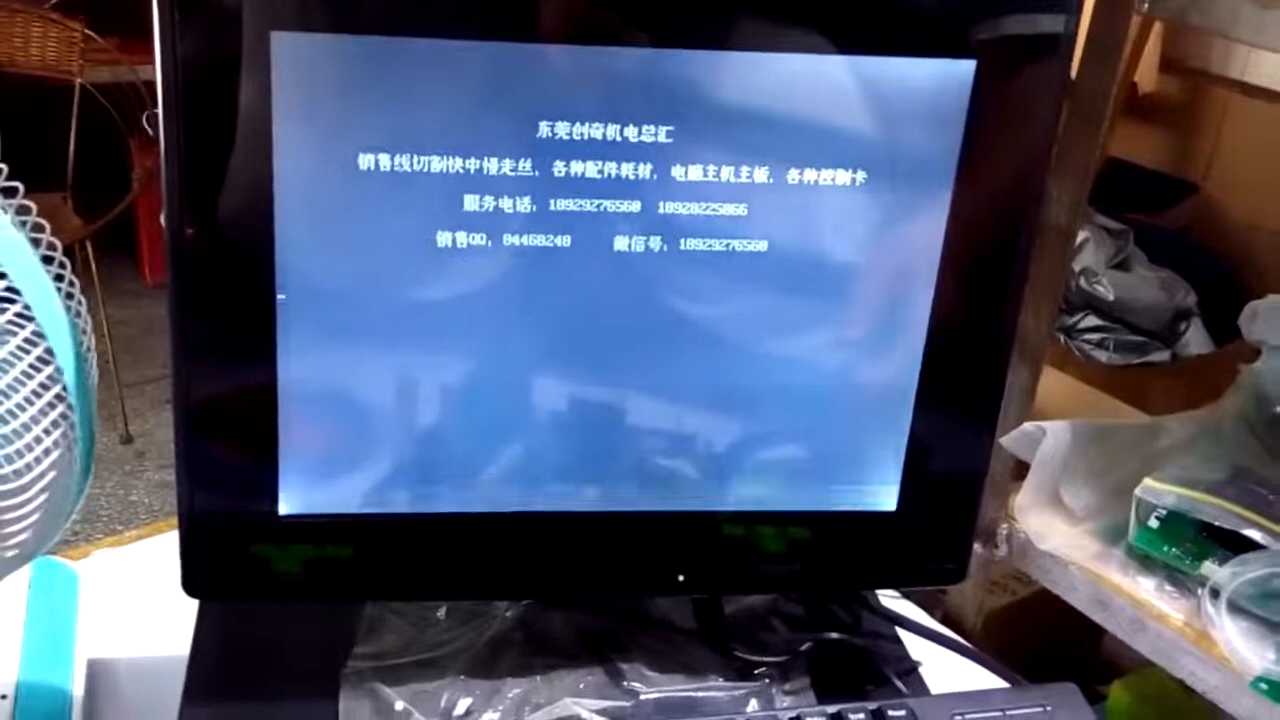 东莞创奇机电总汇
销售线切割快中慢走丝，各种配件耗材，电脑主机主板，各种控制卡
服务电话：18929276560 18928225866
销售QQ：84468248 微信号：18929276560